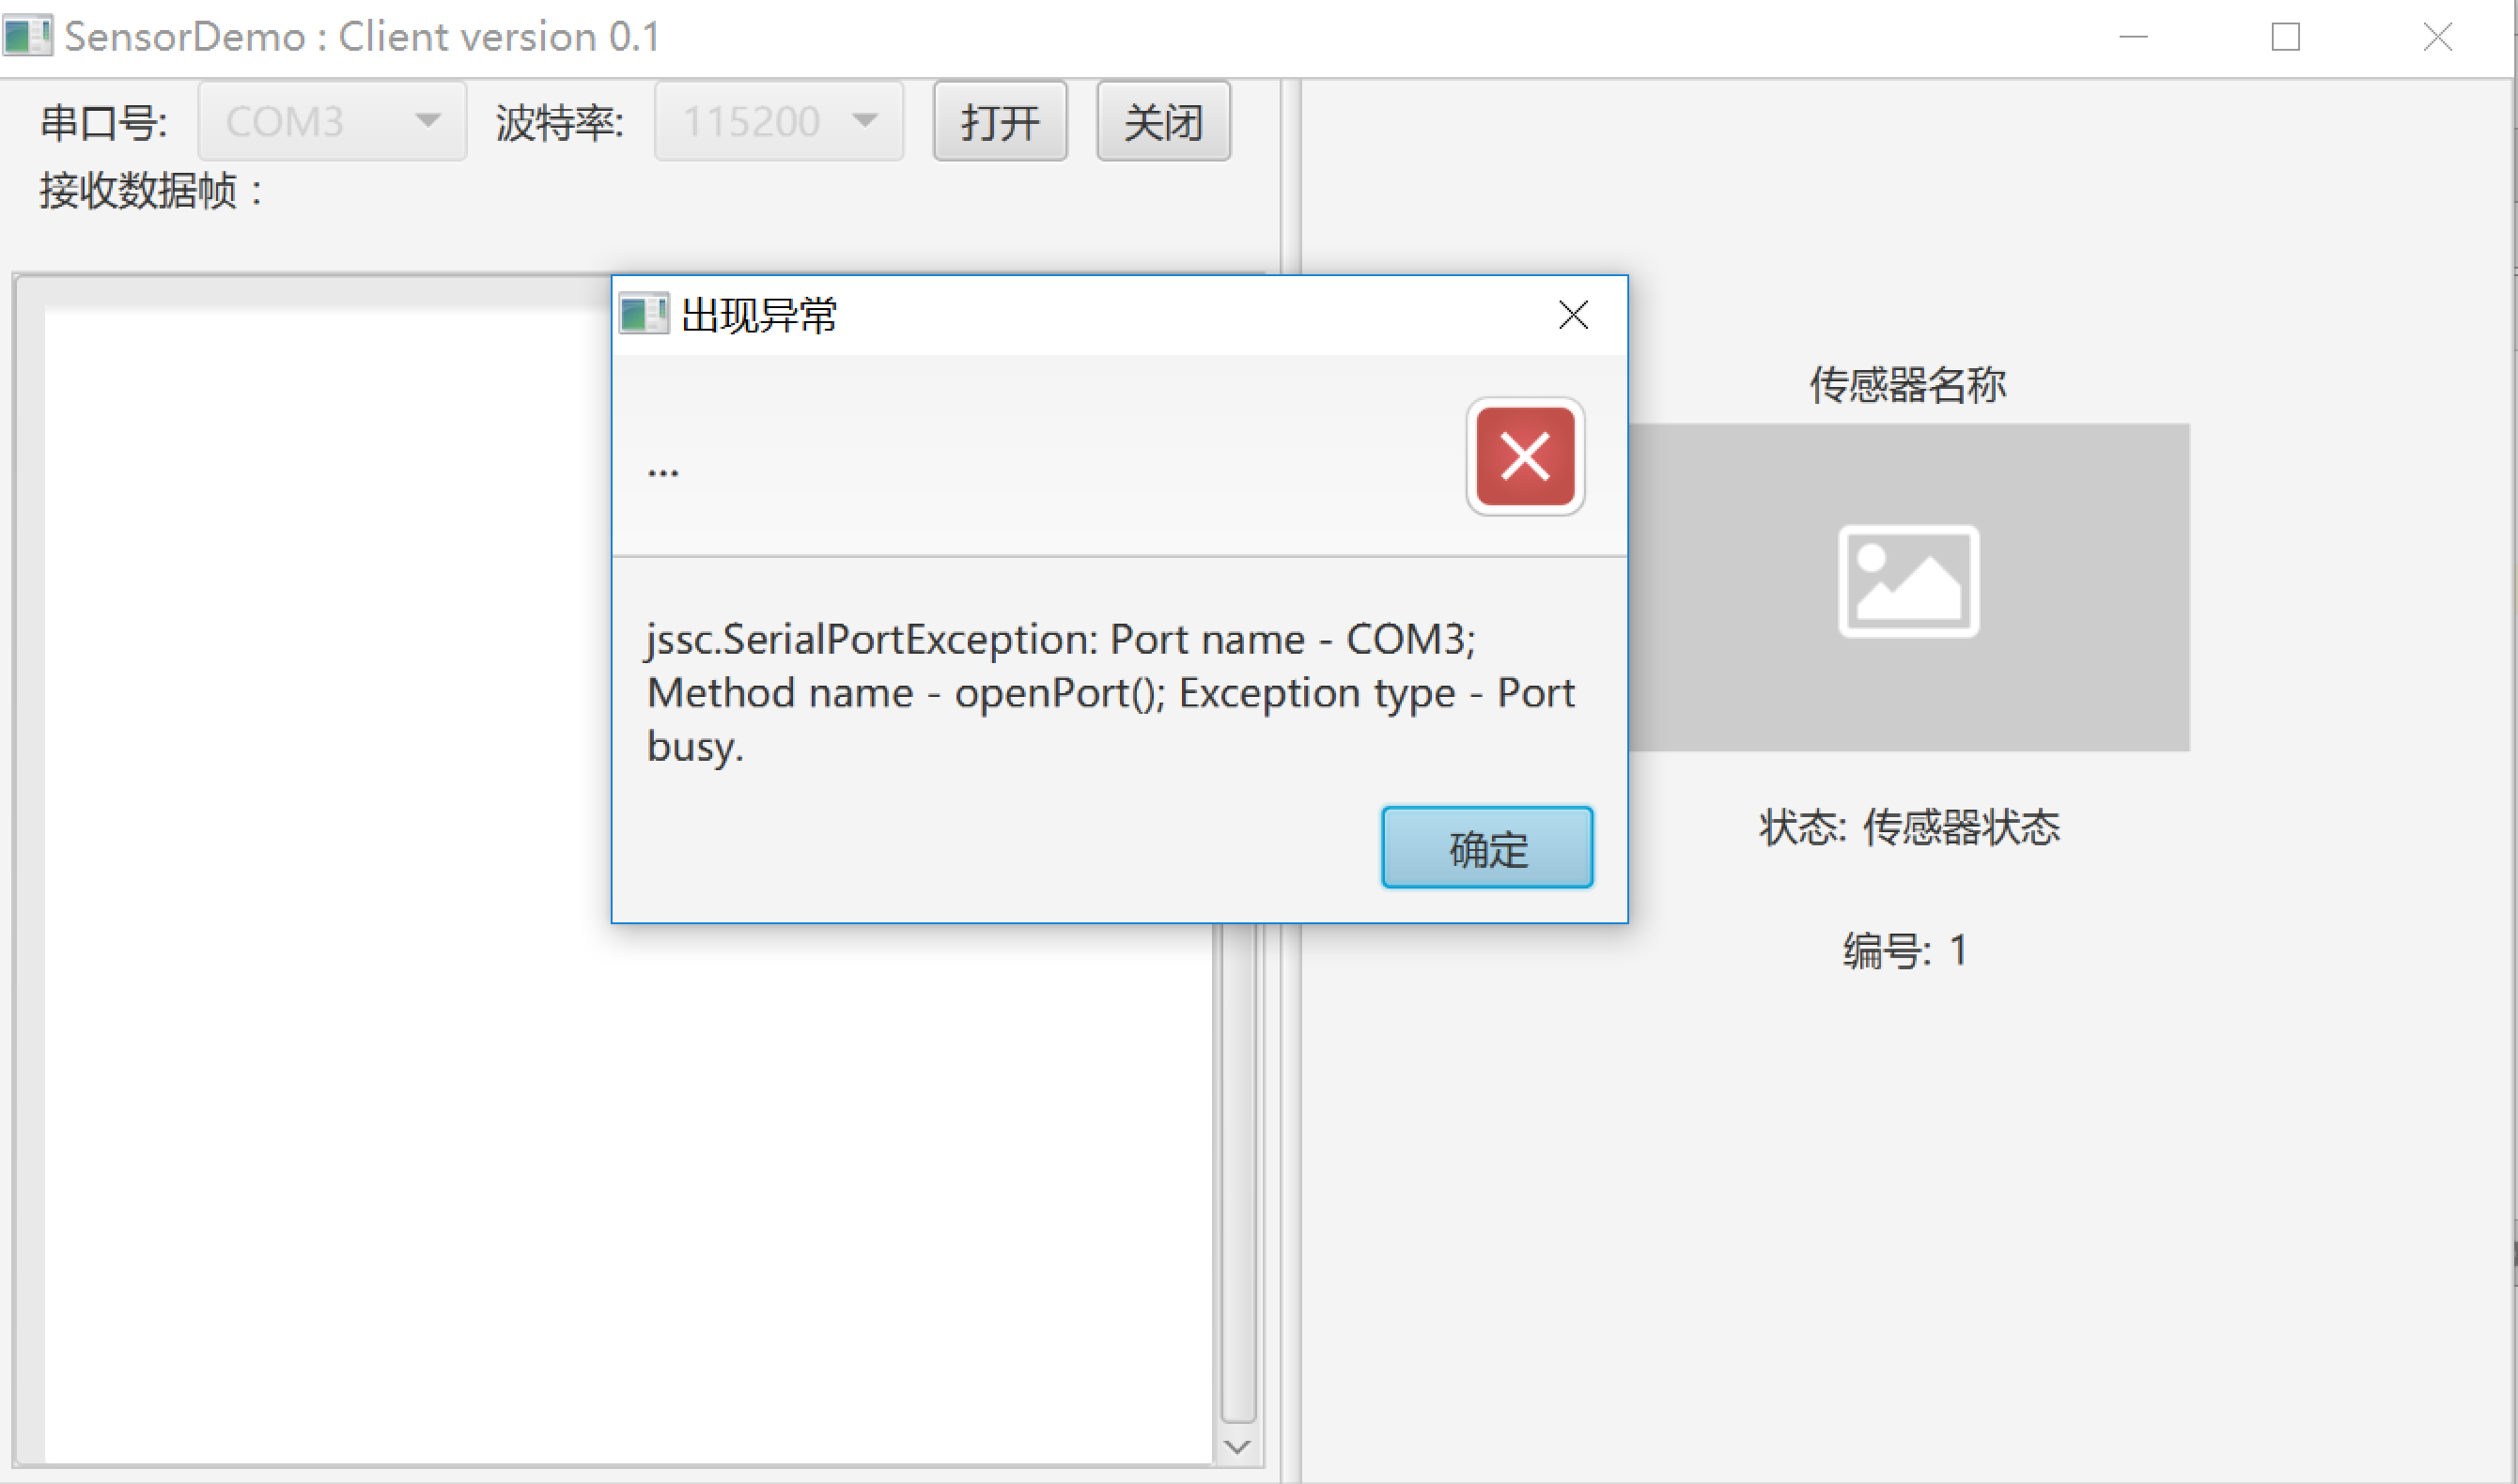 SensorDemo : Client version 0.1
串口号: COM3 波特率: 115200 打开 关闭
接收数据帧：
出现异常
...
jssc.SerialPortException: Port name - COM3;
Method name - openPort(); Exception type - Port
busy.
确定
传感器名称
状态: 传感器状态
编号: 1